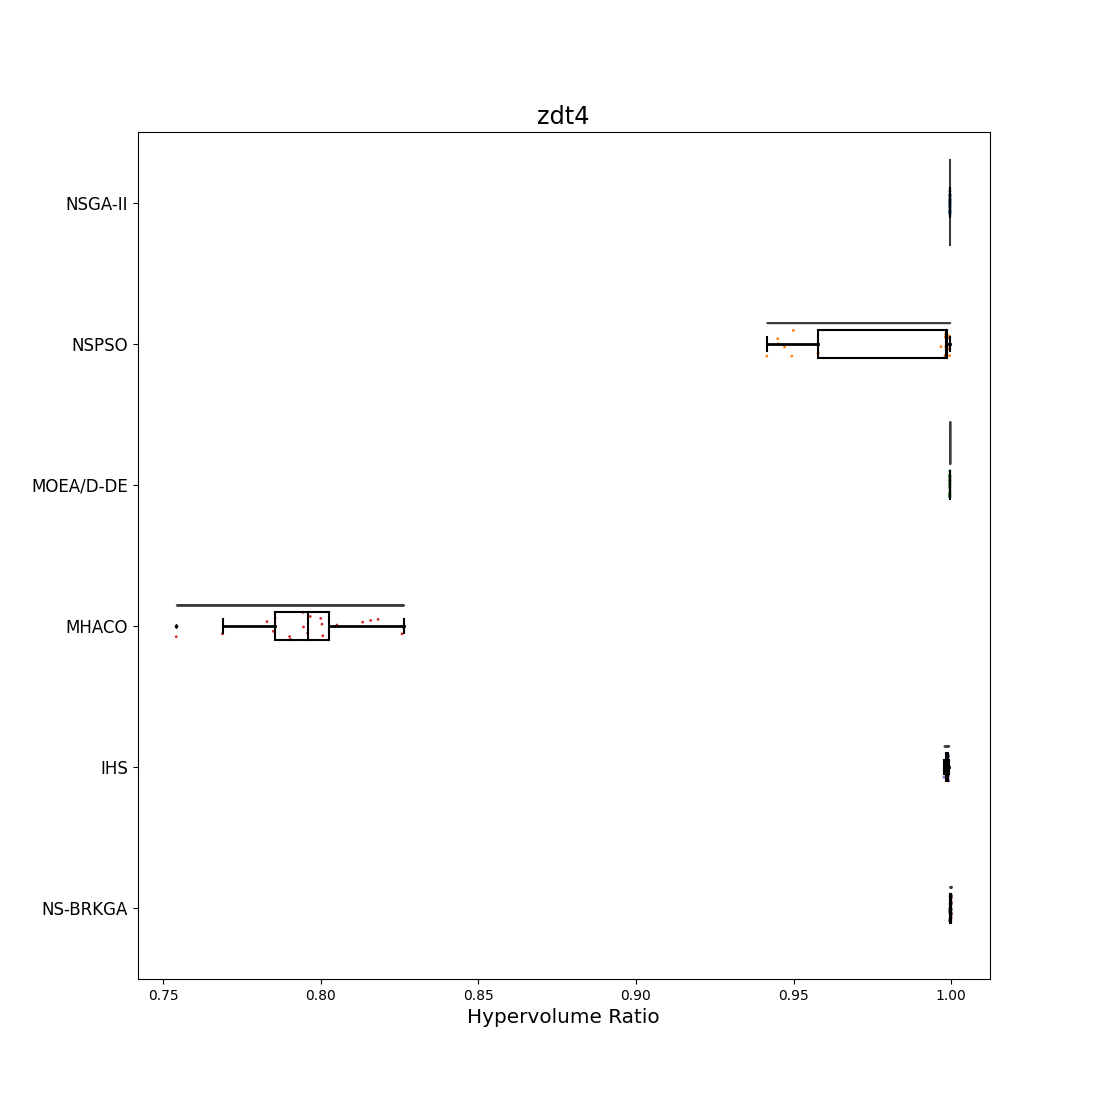 zdt4
NSGA-II
NSPSO
MOEA/D-DE
MHACO
IHS
NS-BRKGA
0.75 0.80 0.85 0.90 0.95 1.00
Hypervolume Ratio